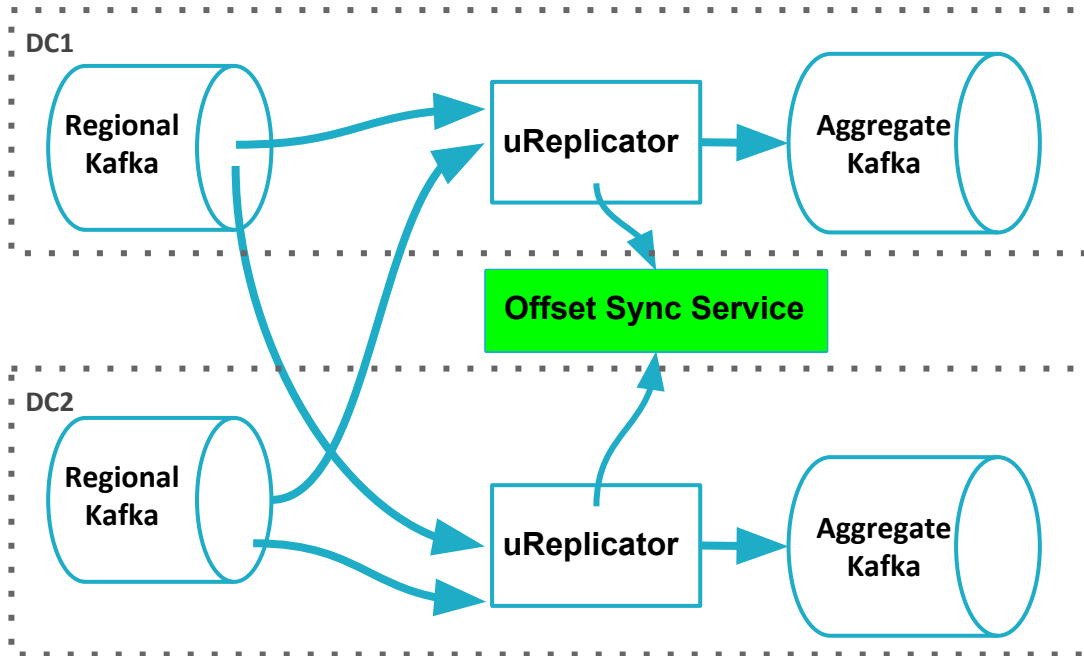 DC1
Regional
Kafka
uReplicator
Aggregate
Kafka
Offset Sync Service
DC2
Regional
Kafka
uReplicator
Aggregate
Kafka